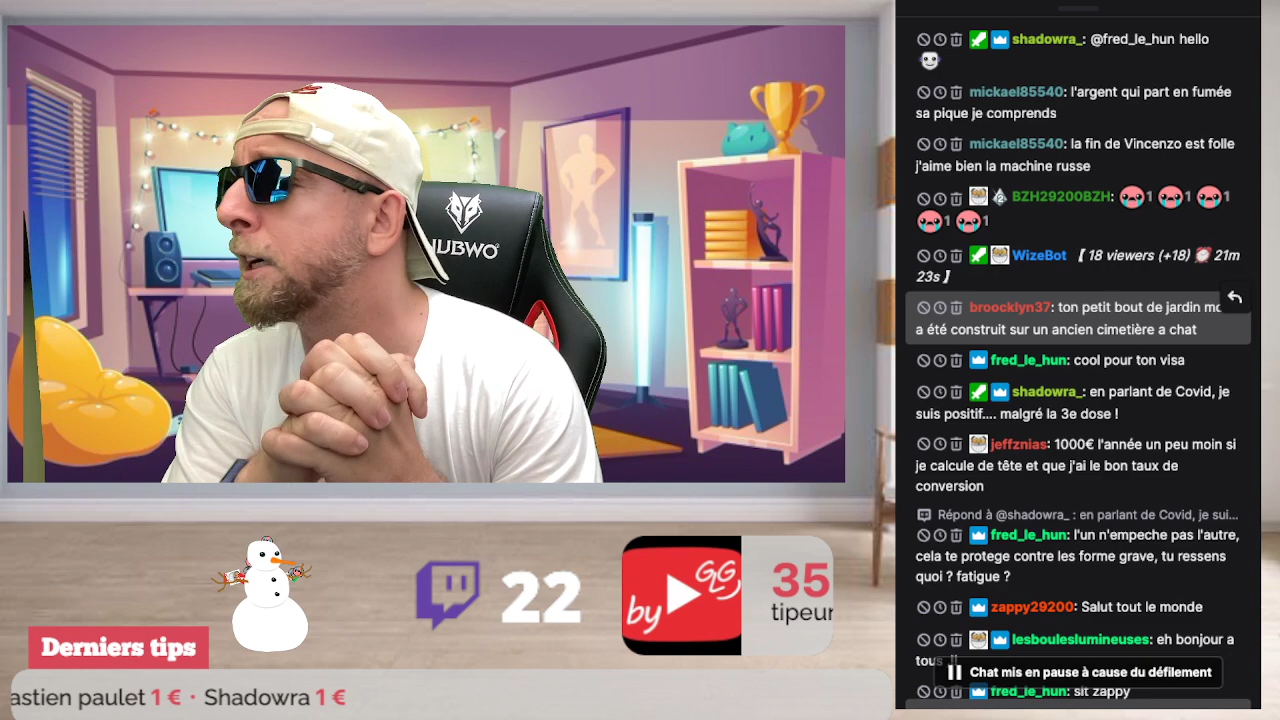 shadowra_: @fred_le_hun hello
mickael85540: l'argent qui part en fumée
sa pique je comprends
mickael85540: la fin de Vincenzo est folle
j'aime bien la machine russe
BZH29200BZH: 1 1 1
1 1
WizeBot 【 18 viewers (+18) ⏰ 21m
23s 】
broocklyn37: ton petit bout de jardin
a été construit sur un ancien cimetière a chat
fred_le_hun: cool pour ton visa
shadowra_: en parlant de Covid, je
suis positif.... malgré la 3e dose !
jeffznias: 1000€ l'année un peu moin si
je calcule de tête et que j'ai le bon taux de
conversion
Répond à @shadowra_ : en parlant de Covid, je sui...
fred_le_hun: l'un n'empeche pas l'autre,
cela te protege contre les forme grave, tu ressens
quoi ? fatigue ?
zappy29200: Salut tout le monde
lesbouleslumineuses: eh bonjour a
tous
Chat mis en pause à cause du défilement
fred_le_hun: sit zappy
HUBWO
22
by GG
35
tipeur
Derniers tips
astien paulet 1 € · Shadowra 1 €